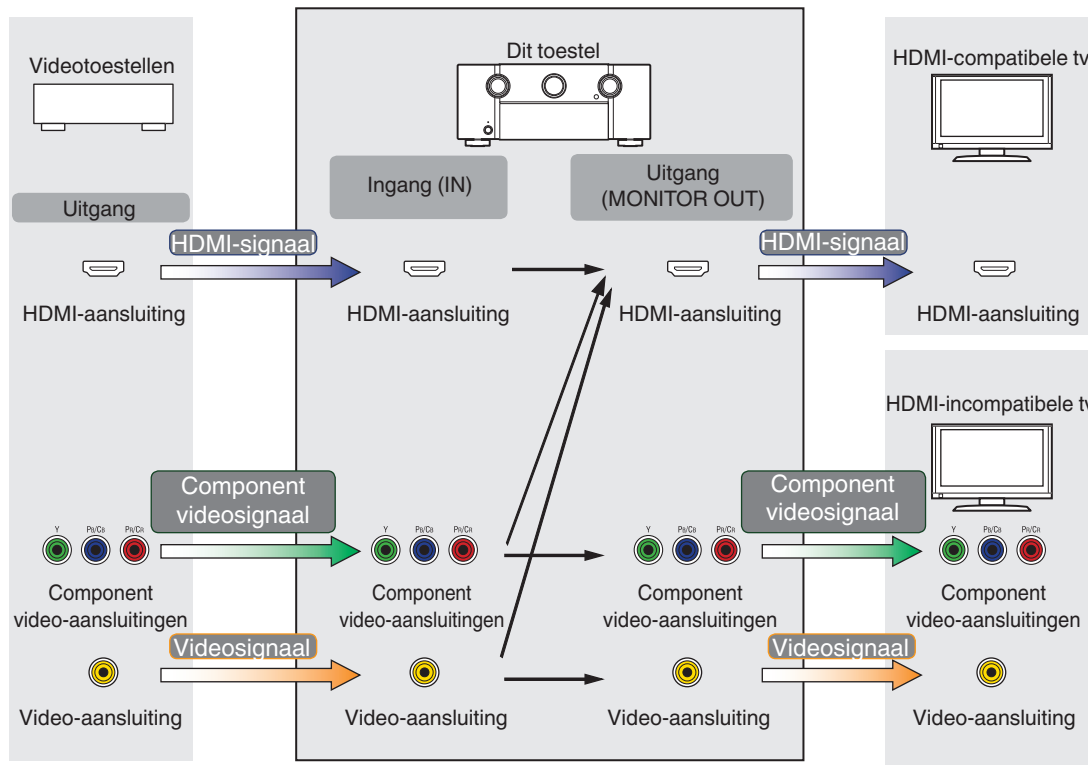 Videotoestellen
Dit toestel
HDMI-compatibele tv
Uitgang
Ingang (IN)
Uitgang
(MONITOR OUT)
HDMI-signaal
HDMI-signaal
HDMI-aansluiting
HDMI-aansluiting
HDMI-aansluiting
HDMI-aansluiting
HDMI-incompatibele tv
Component
videosignaal
Component
videosignaal
Y PB/CB PR/CR
Y PB/CB PR/CR
Y PB/CB PR/CR
Y PB/CB PR/CR
Component
video-aansluitingen
Component
video-aansluitingen
Component
video-aansluitingen
Component
video-aansluitingen
Videosignaal
Videosignaal
Video-aansluiting
Video-aansluiting
Video-aansluiting
Video-aansluiting